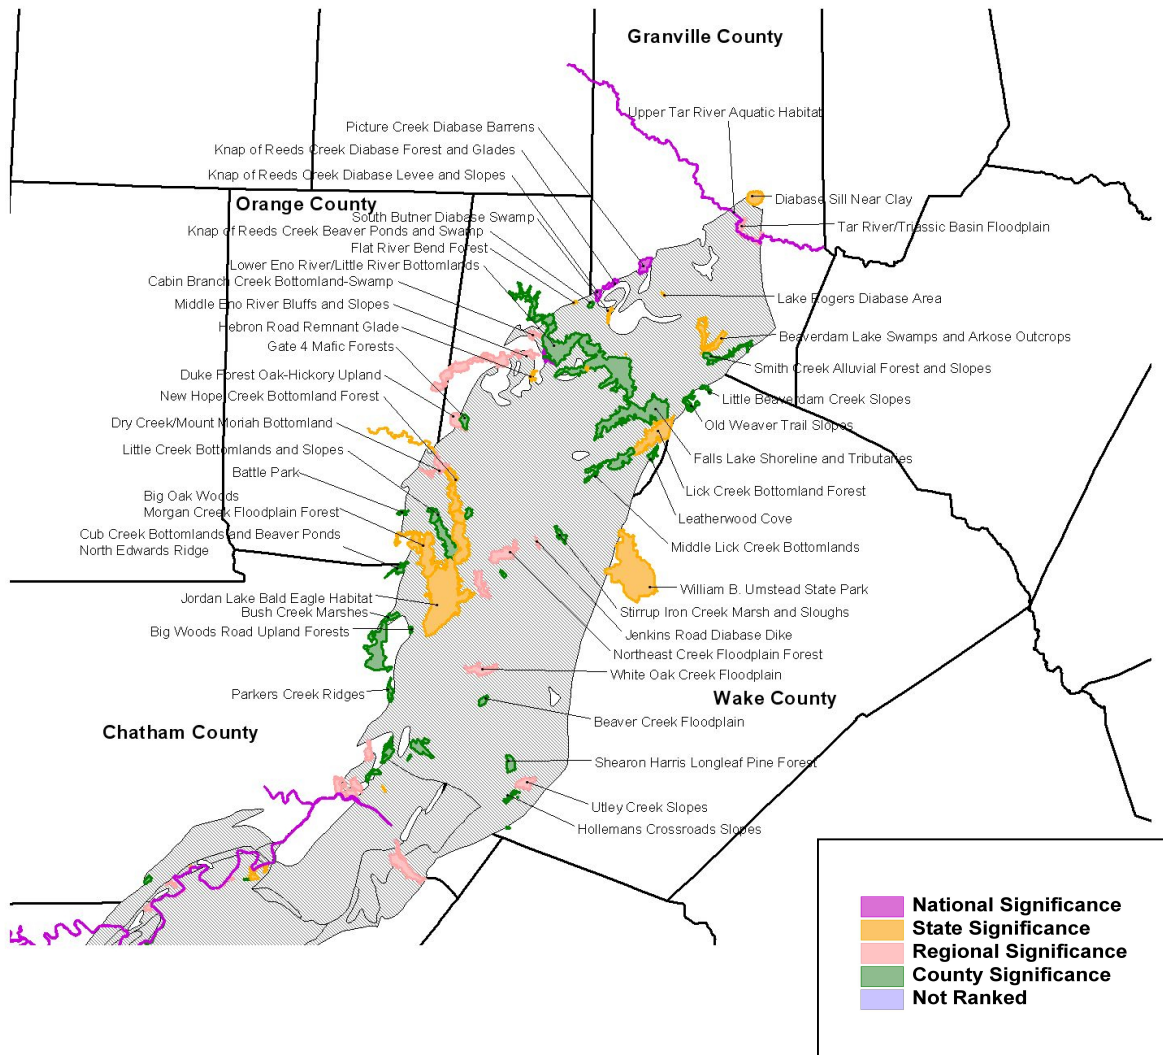 Granville County
Upper Tar River Aquatic Habitat
Picture Creek Diabase Barrens
Knap of Reeds Creek Diabase Forest and Glades
Knap of Reeds Creek Diabase Levee and Slopes
Orange County
Diabase Sill Near Clay
South Butner Diabase Swamp
Tar River/Triassic Basin Floodplain
Knap of Reeds Creek Beaver Ponds and Swamp
Flat River Bend Forest
Lower Eno River/Little River Bottomlands
Cabin Branch Creek Bottomland-Swamp
Lake Rogers Diabase Area
Middle Eno River Bluffs and Slopes
Hebron Road Remnant Glade
Beaverdam Lake Swamps and Arkose Outcrops
Gate 4 Mafic Forests
Smith Creek Alluvial Forest and Slopes
Duke Forest Oak-Hickory Upland
New Hope Creek Bottomland Forest
Little Beaverdam Creek Slopes
Dry Creek/Mount Moriah Bottomland
Old Weaver Trail Slopes
Little Creek Bottomlands and Slopes
Falls Lake Shoreline and Tributaries
Battle Park
Lick Creek Bottomland Forest
Big Oak Woods
Morgan Creek Floodplain Forest
Leatherwood Cove
Cub Creek Bottomlands and Beaver Ponds
North Edwards Ridge
Middle Lick Creek Bottomlands
William B. Umstead State Park
Jordan Lake Bald Eagle Habitat
Bush Creek Marshes
Stirrup Iron Creek Marsh and Sloughs
Big Woods Road Upland Forests
Jenkins Road Diabase Dike
Northeast Creek Floodplain Forest
White Oak Creek Floodplain
Parkers Creek Ridges
Wake County
Beaver Creek Floodplain
Chatham County
Shearon Harris Longleaf Pine Forest
Utley Creek Slopes
Hollemans Crossroads Slopes
National Significance
State Significance
Regional Significance
County Significance
Not Ranked